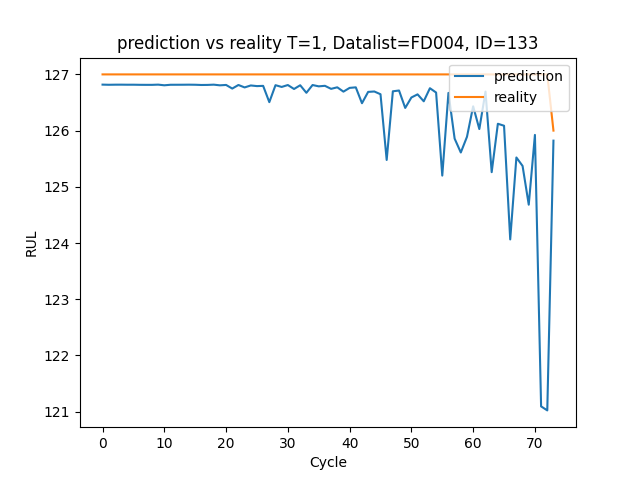 prediction vs reality T=1, Datalist=FD004, ID=133
127
126
125
124
123
122
121
RUL
prediction
reality
0 10 20 30 40 50 60 70
Cycle